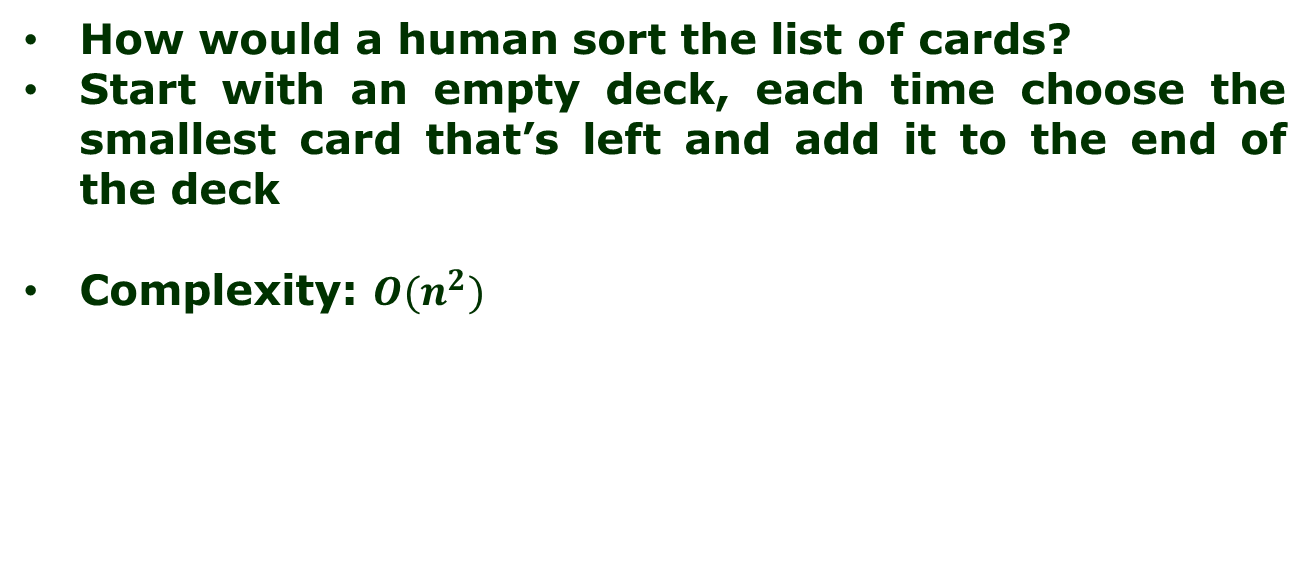 • How would a human sort the list of cards?
• Start with an empty deck, each time choose the
smallest card that’s left and add it to the end of
the deck
• Complexity: O(n²)